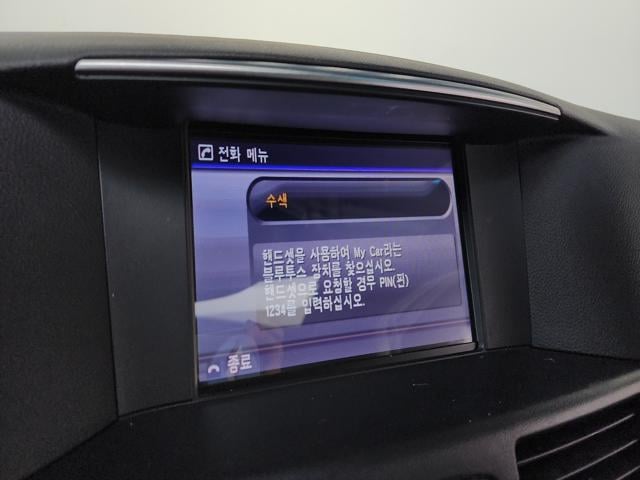 전화 메뉴
수색
핸드셋을 사용하여 My Car라는
블루투스 장치를 찾으십시오.
핸드셋으로 요청할 경우 PIN(핀)
1234를 입력하십시오.
종료